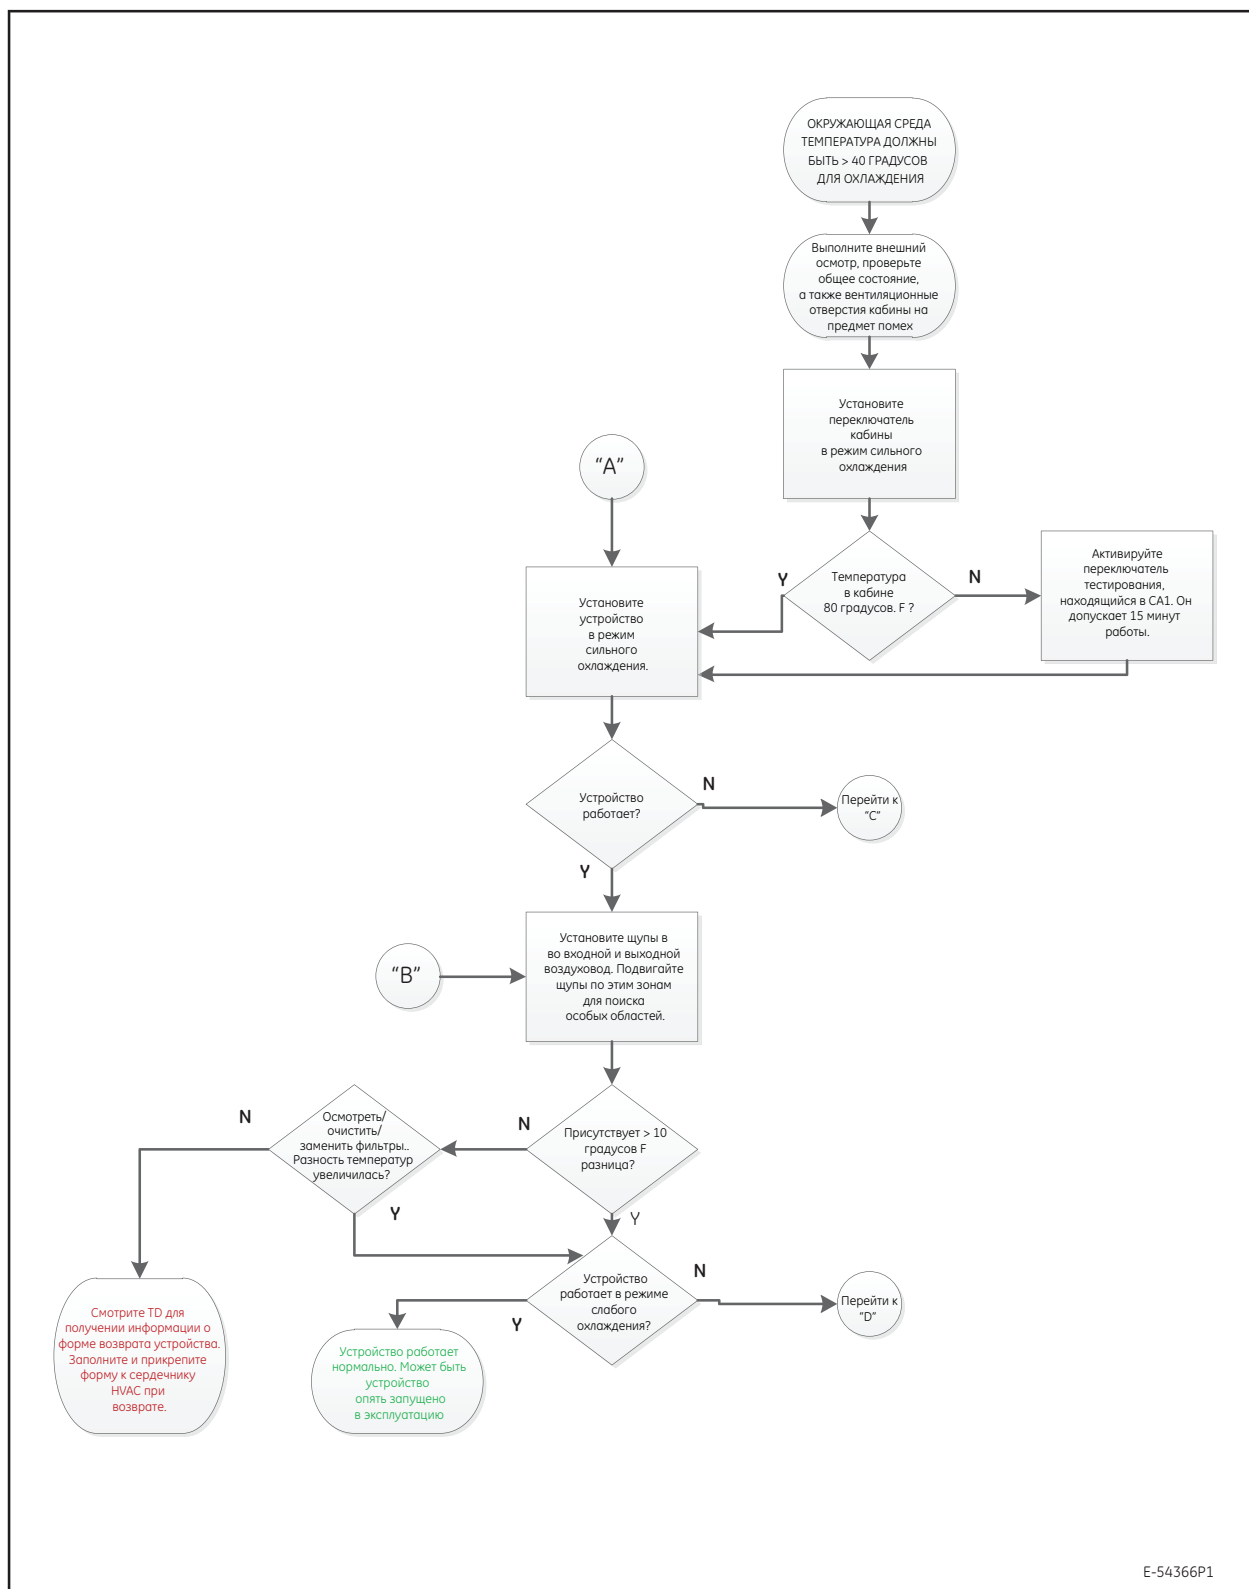 ОКРУЖАЮЩАЯ СРЕДА
ТЕМПЕРАТУРА ДОЛЖНЫ
БЫТЬ > 40 ГРАДУСОВ
ДЛЯ ОХЛАЖДЕНИЯ
Выполните внешний
осмотр, проверьте
общее состояние,
а также вентиляционные
отверстия кабины на
предмет помех
Установите
переключатель
кабины
в режим сильного
охлаждения
"A"
Температура
в кабине
80 градусов. F ?
Y
N
Активируйте
переключатель
тестирования,
находящийся в CA1. Он
допускает 15 минут
работы.
Установите
устройство
в режим
сильного
охлаждения.
Устройство
работает?
N
Перейти к
"C"
Y
Установите щупы в
во входной и выходной
воздуховод. Подвигайте
щупы по этим зонам
для поиска
особых областей.
"B"
Присутствует > 10
градусов F
разница?
N
Осмотреть/
очистить/
заменить фильтры..
Разность температур
увеличилась?
N
Y
Y
Устройство
работает в режиме
слабого
охлаждения?
N
Перейти к
"D"
Y
Смотрите TD для
получении информации о
форме возврата устройства.
Заполните и прикрепите
форму к сердечнику
HVAC при
возврате.
Устройство работает
нормально. Может быть
устройство
опять запущено
в эксплуатацию
E-54366P1